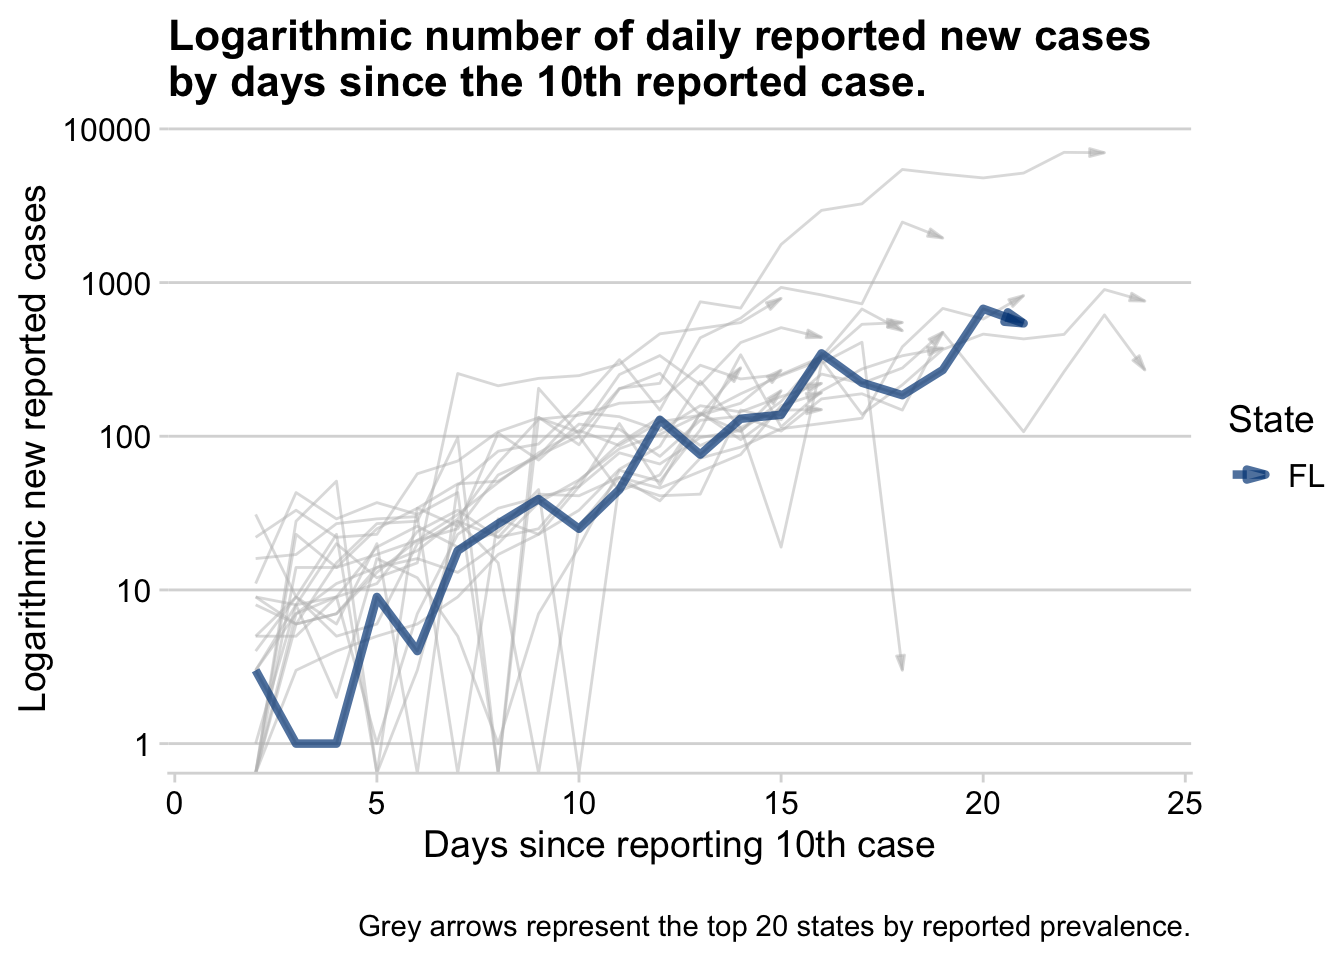 Logarithmic number of daily reported new cases
by days since the 10th reported case.
Logarithmic new reported cases
10000
1000
100
10
1
0 5 10 15 20 25
Days since reporting 10th case
State
FL
Grey arrows represent the top 20 states by reported prevalence.